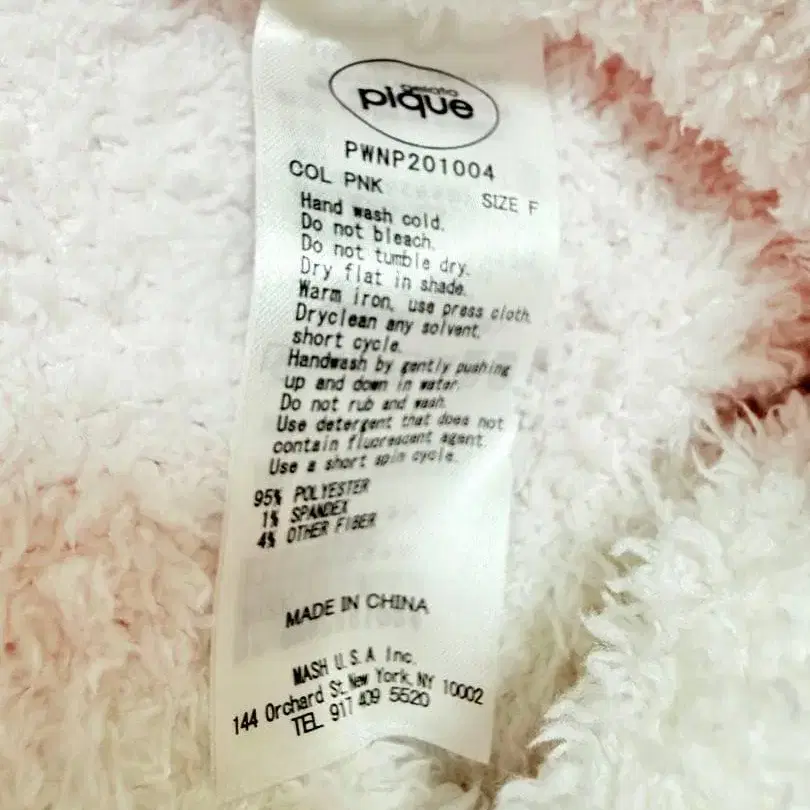 gelato
pique
PWNP201004
COL PNK SIZE F
Hand wash cold.
Do not bleach.
Do not tumble dry.
Dry flat in shade.
Warm iron, use press cloth.
Dryclean any solvent,
short cycle.
Handwash by gently pushing
up and down in water.
Do not rub and wash.
Use detergent that does not
contain fluorescent agent.
Use a short spin cycle.
95% POLYESTER
1% SPANDEX
4% OTHER FIBER
MADE IN CHINA
MASH U.S.A Inc.
144 Orchard St. New York, NY 10002
TEL 917 409 5520